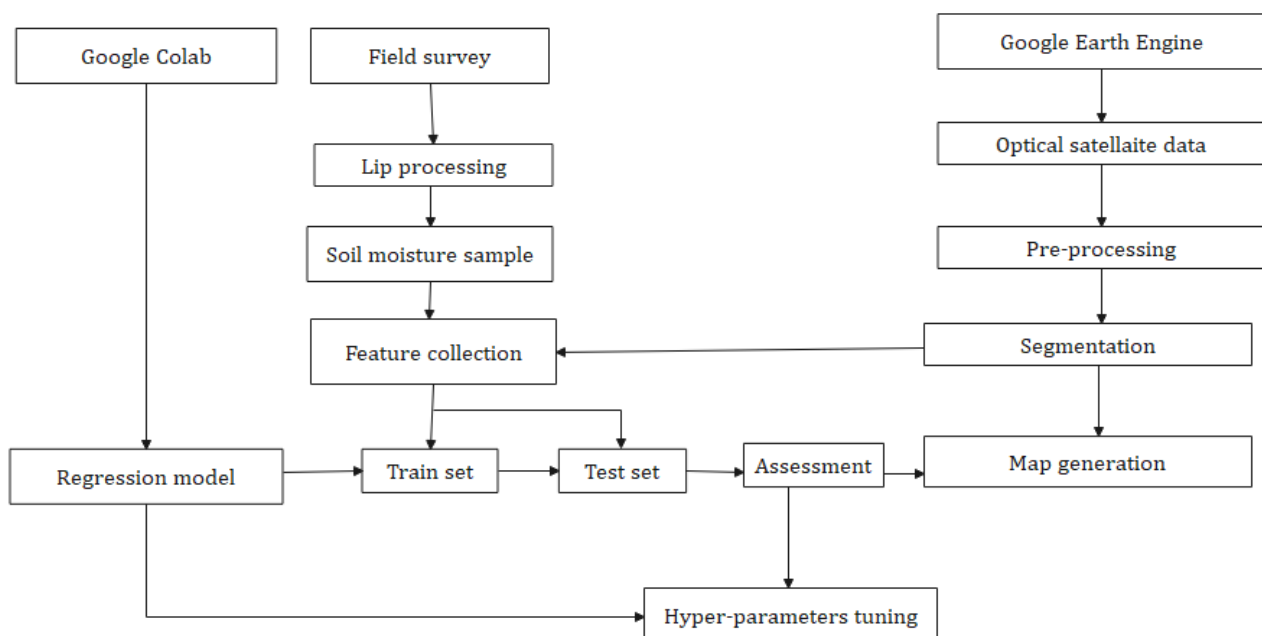 Google Colab
Field survey
Google Earth Engine
Optical satellaite data
Lip processing
Soil moisture sample
Pre-processing
Feature collection
Segmentation
Regression model
Train set
Test set
Assessment
Map generation
Hyper-parameters tuning